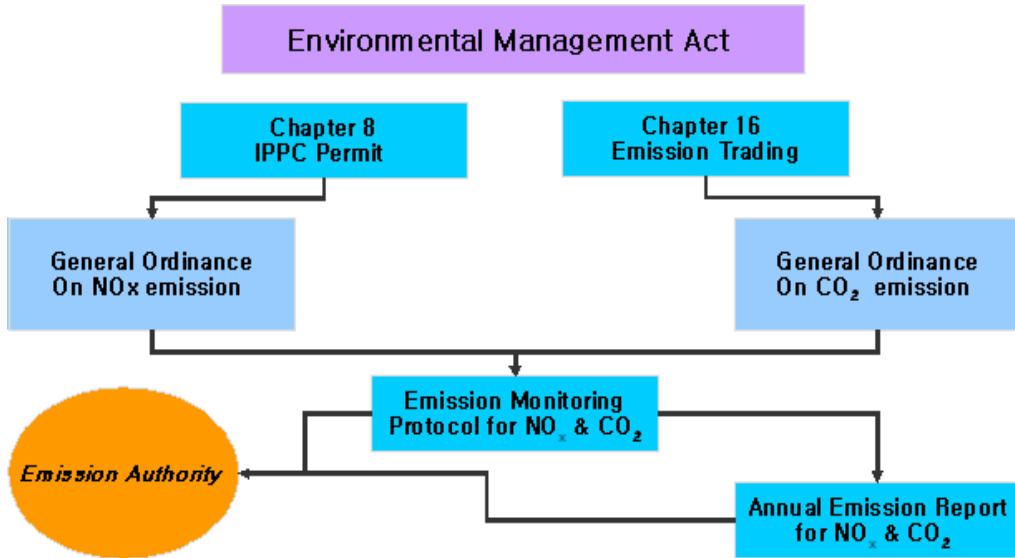 Environmental Management Act
Chapter 8
IPPC Permit
Chapter 16
Emission Trading
General Ordinance
On NOx emission
General Ordinance
On CO₂ emission
Emission Monitoring
Protocol for NOₓ & CO₂
Emission Authority
Annual Emission Report
for NOₓ & CO₂